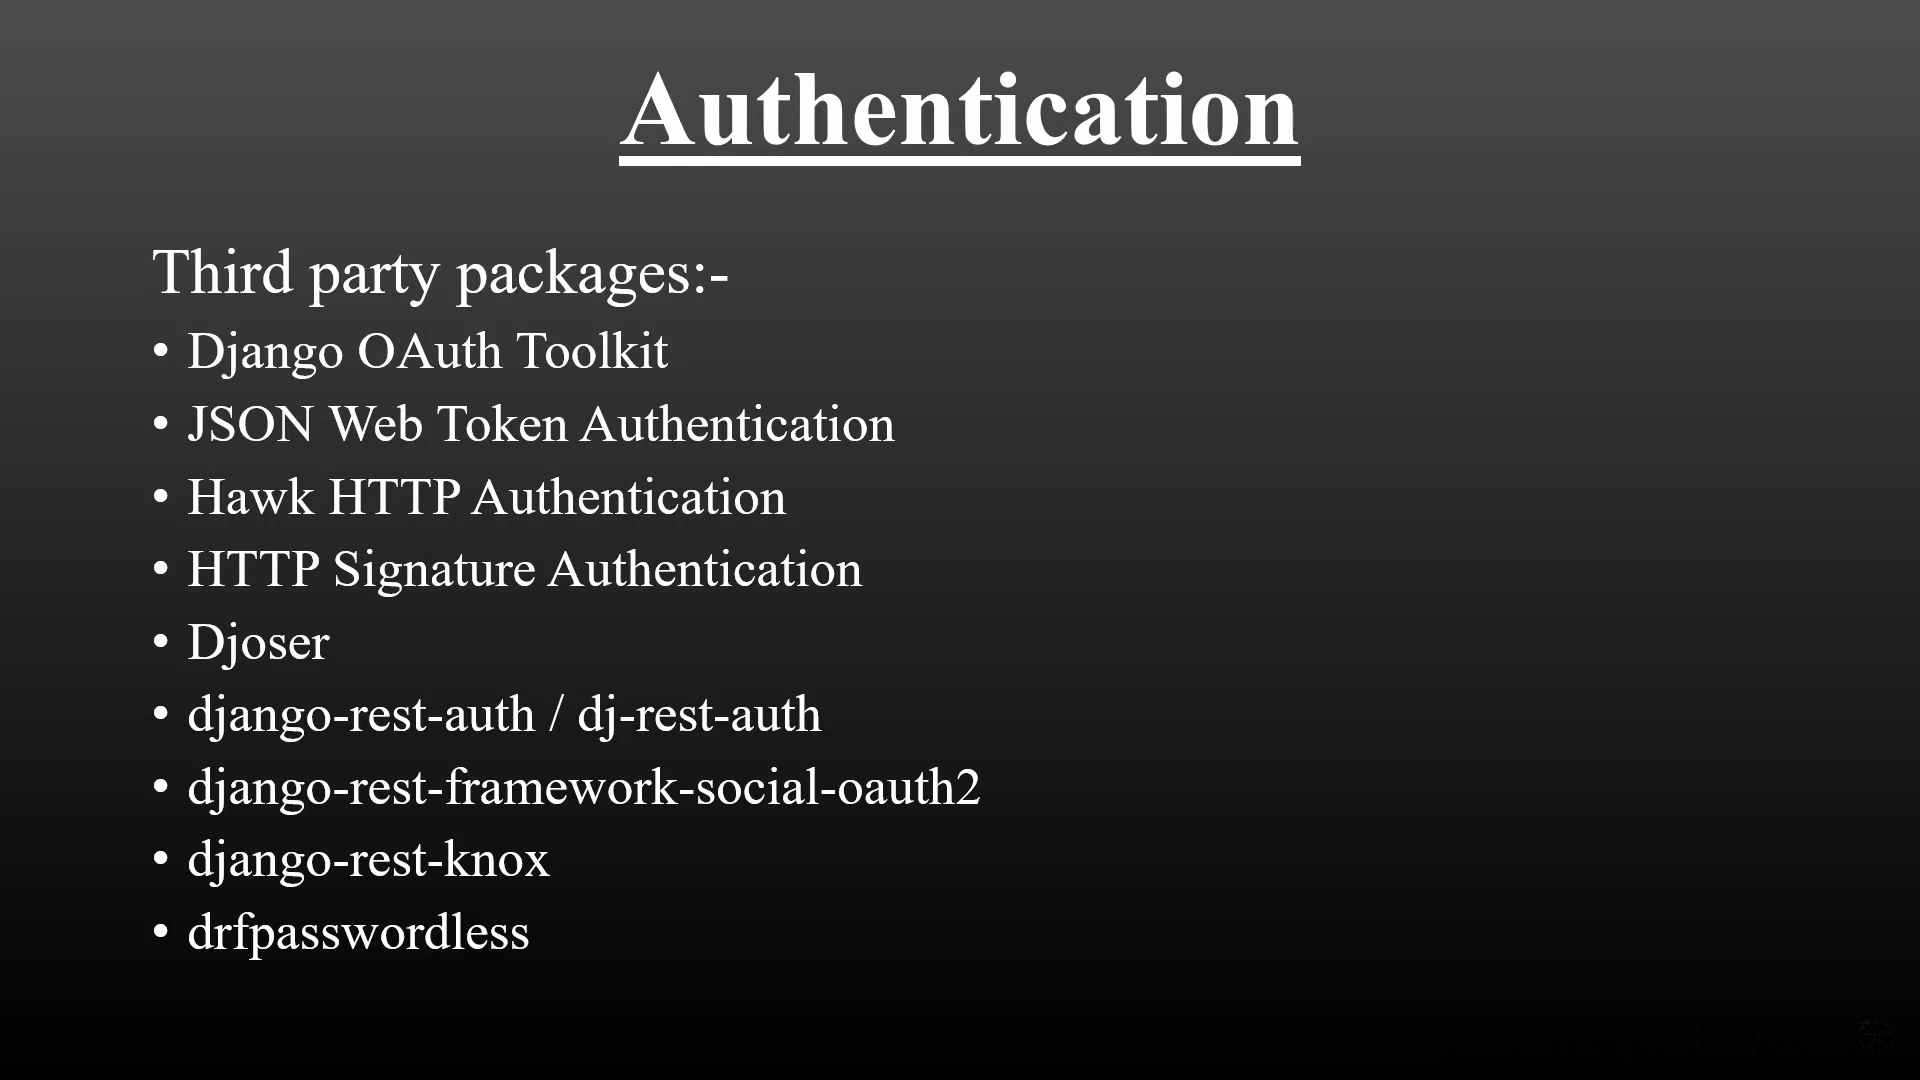 Authentication
Third party packages:-
• Django OAuth Toolkit
• JSON Web Token Authentication
• Hawk HTTP Authentication
• HTTP Signature Authentication
• Djoser
• django-rest-auth / dj-rest-auth
• django-rest-framework-social-oauth2
• django-rest-knox
• drfpasswordless